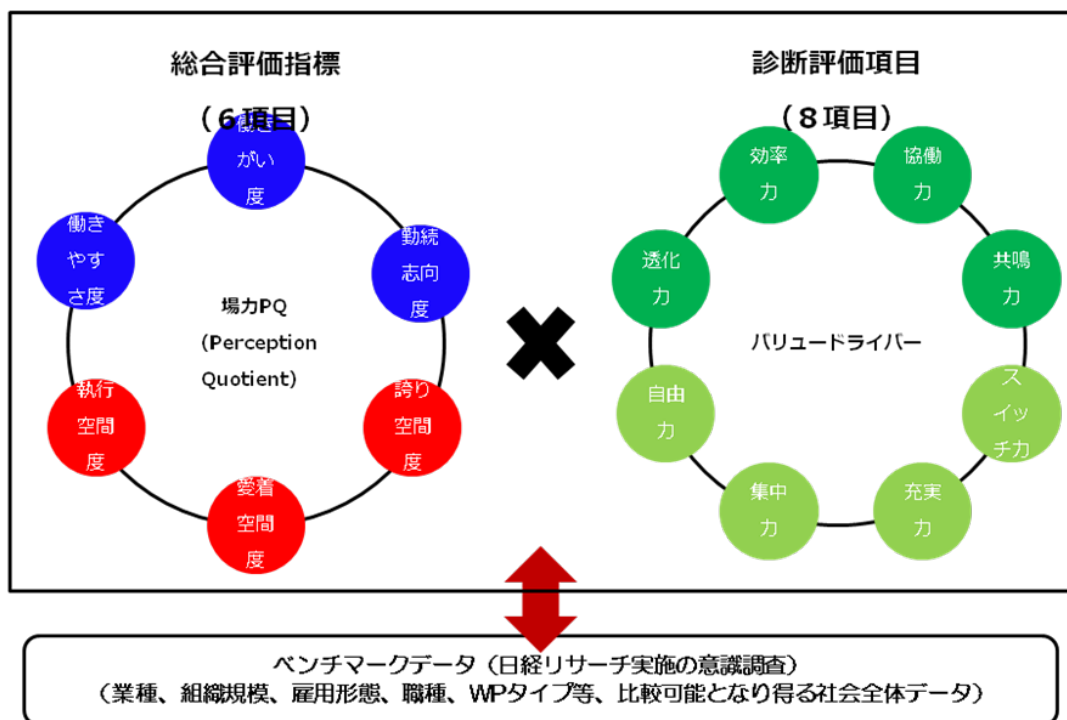 総合評価指標
（６項目）
働き
がい
度
働き
やす
さ度
勤続
志向
度
場力PQ
(Perception
Quotient)
執行
空間
度
誇り
空間
度
愛着
空間
度
診断評価項目
（８項目）
効率
力
協働
力
透化
力
共鳴
力
バリュードライバー
自由
力
ス
イッ
チ力
集中
力
充実
力
ベンチマークデータ（日経リサーチ実施の意識調査）
（業種、組織規模、雇用形態、職種、WPタイプ等、比較可能となり得る社会全体データ）